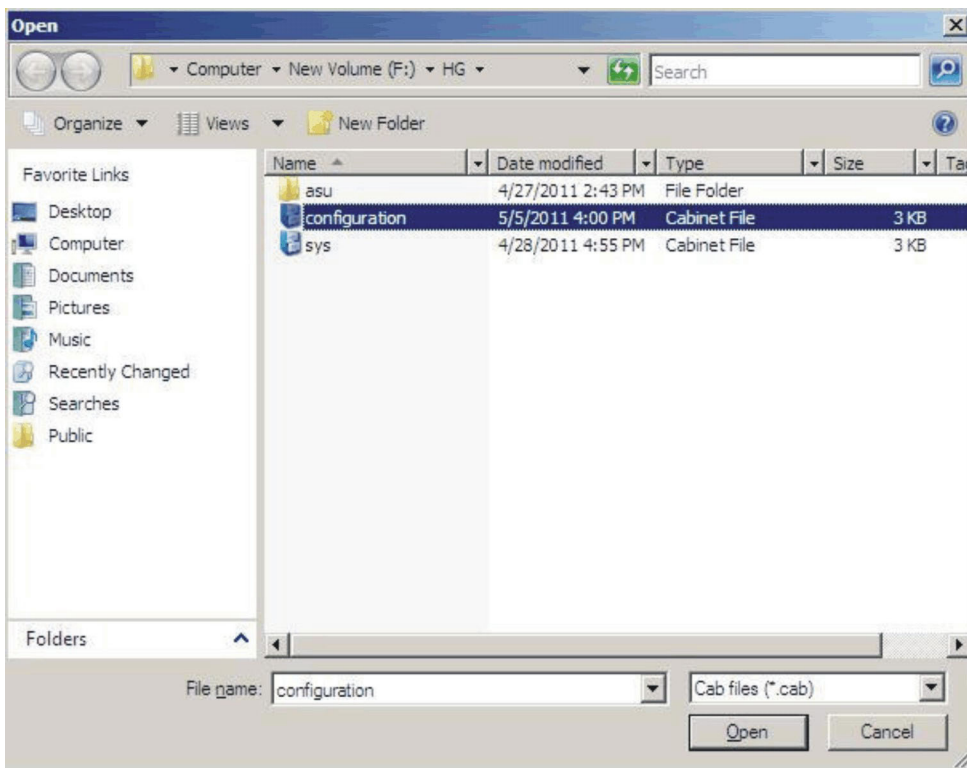 Open
Computer New Volume (F:) HG Search
Organize Views New Folder
Favorite Links
Desktop
Computer
Documents
Pictures
Music
Recently Changed
Searches
Public
Folders
Name Date modified Type Size Ta
asu 4/27/2011 2:43 PM File Folder
configuration 5/5/2011 4:00 PM Cabinet File 3 KB
sys 4/28/2011 4:55 PM Cabinet File 3 KB
File name: configuration Cab files (*.cab)
Open Cancel